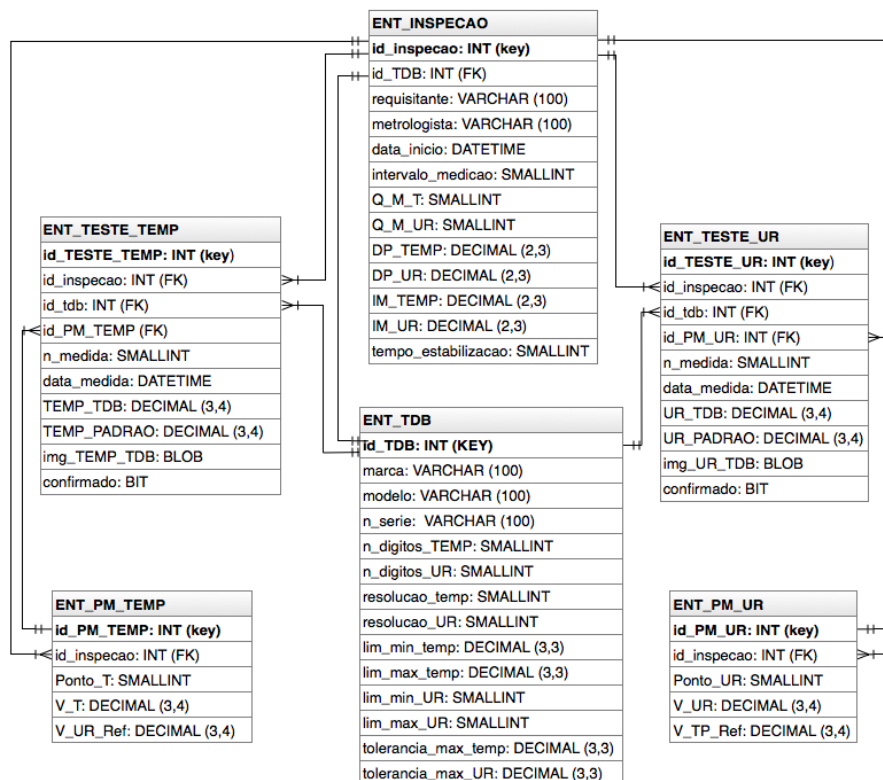 ENT_INSPECAO
id_inspecao: INT (key)
id_TDB: INT (FK)
requisitante: VARCHAR (100)
metrologista: VARCHAR (100)
data_inicio: DATETIME
intervalo_medicao: SMALLINT
Q_M_T: SMALLINT
Q_M_UR: SMALLINT
DP_TEMP: DECIMAL (2,3)
DP_UR: DECIMAL (2,3)
IM_TEMP: DECIMAL (2,3)
IM_UR: DECIMAL (2,3)
tempo_estabilizacao: SMALLINT
ENT_TESTE_TEMP
id_TESTE_TEMP: INT (key)
id_inspecao: INT (FK)
id_tdb: INT (FK)
id_PM_TEMP (FK)
n_medida: SMALLINT
data_medida: DATETIME
TEMP_TDB: DECIMAL (3,4)
TEMP_PADRAO: DECIMAL (3,4)
img_TEMP_TDB: BLOB
confirmado: BIT
ENT_TESTE_UR
id_TESTE_UR: INT (key)
id_inspecao: INT (FK)
id_tdb: INT (FK)
id_PM_UR: INT (FK)
n_medida: SMALLINT
data_medida: DATETIME
UR_TDB: DECIMAL (3,4)
UR_PADRAO: DECIMAL (3,4)
img_UR_TDB: BLOB
confirmado: BIT
ENT_TDB
id_TDB: INT (KEY)
marca: VARCHAR (100)
modelo: VARCHAR (100)
n_serie: VARCHAR (100)
n_digitos_TEMP: SMALLINT
n_digitos_UR: SMALLINT
resolucao_temp: SMALLINT
resolucao_UR: SMALLINT
lim_min_temp: DECIMAL (3,3)
lim_max_temp: DECIMAL (3,3)
lim_min_UR: SMALLINT
lim_max_UR: SMALLINT
tolerancia_max_temp: DECIMAL (3,3)
tolerancia_max_UR: DECIMAL (3,3)
ENT_PM_TEMP
id_PM_TEMP: INT (key)
id_inspecao: INT (FK)
Ponto_T: SMALLINT
V_T: DECIMAL (3,4)
V_UR_Ref: DECIMAL (3,4)
ENT_PM_UR
id_PM_UR: INT (key)
id_inspecao: INT (FK)
Ponto_UR: SMALLINT
V_UR: DECIMAL (3,4)
V_TP_Ref: DECIMAL (3,4)